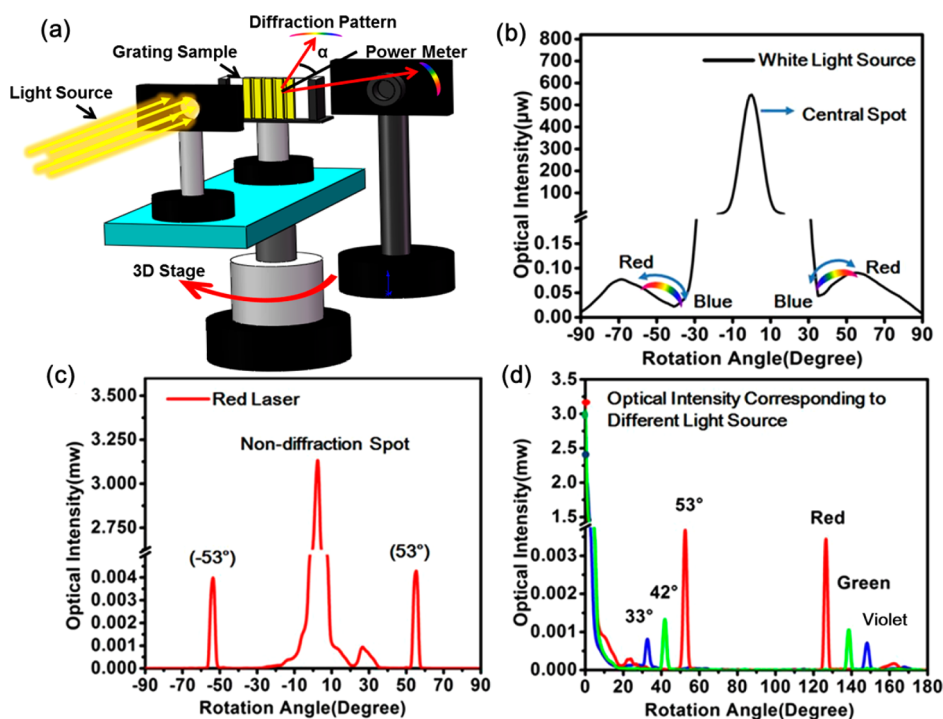 (a)
Diffraction Pattern
Grating Sample
α
Power Meter
Light Source
3D Stage
(b)
800
700
600
500
400
300
200
100
0.15
0.10
0.05
0.00
Optical Intensity(μw)
White Light Source
Central Spot
Red
Blue
Blue
Red
-90 -70 -50 -30 -10 10 30 50 70 90
Rotation Angle(Degree)
(c)
3.500
3.250
3.000
2.750
0.004
0.003
0.002
0.001
0.000
Optical Intensity(mw)
Red Laser
Non-diffraction Spot
(-53°)
(53°)
-90 -70 -50 -30 -10 10 30 50 70 90
Rotation Angle(Degree)
(d)
3.5
3.0
2.5
2.0
1.5
0.003
0.001
0.000
Optical Intensity(mw)
Optical Intensity Corresponding to
Different Light Source
53°
42°
33°
Red
Green
Violet
0 20 40 60 80 100 120 140 160 180
Rotation Angle(Degree)